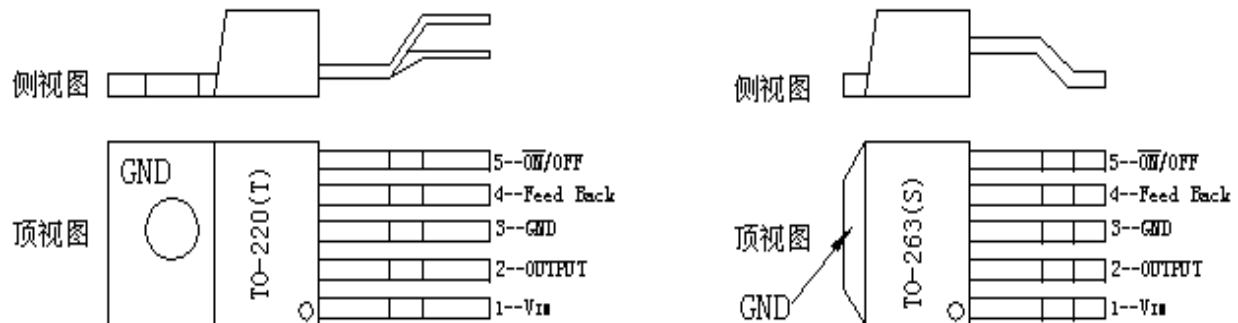 侧视图
GND
TO-220(T)
顶视图
5--ON/OFF
4--Feed Back
3--GND
2--OUTPUT
1--VIN
侧视图
TO-263(S)
顶视图
GND
5--ON/OFF
4--Feed Back
3--GND
2--OUTPUT
1--VIN